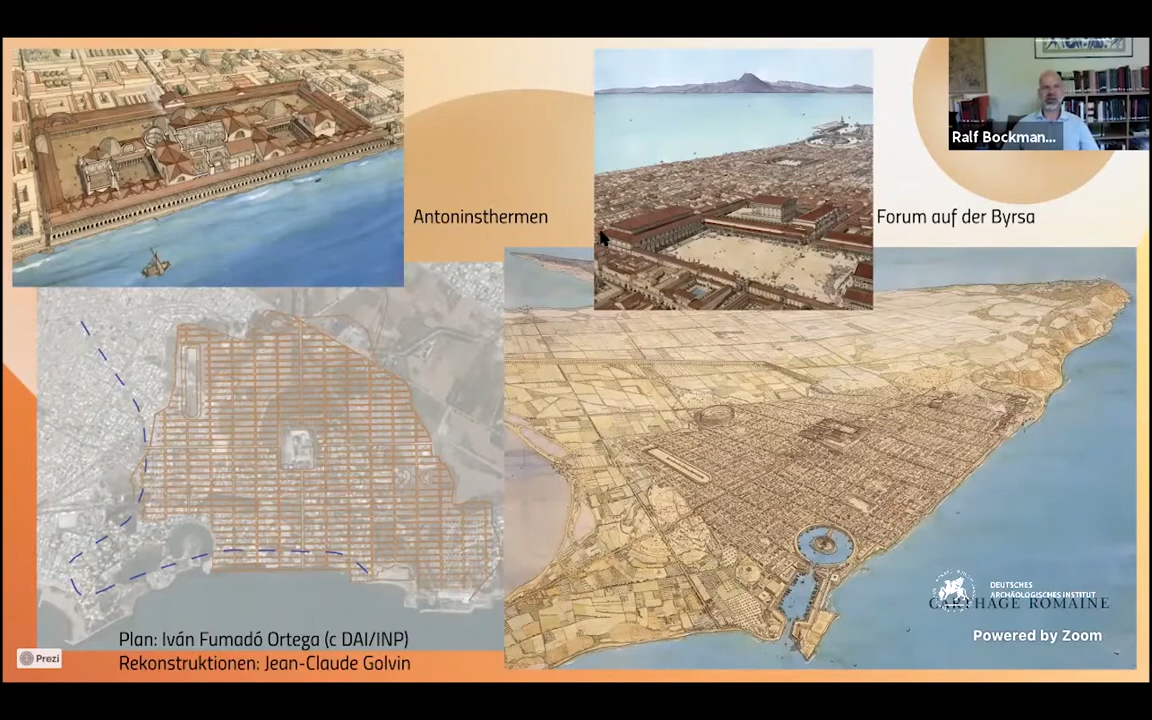 Ralf Bockman...
Antoninsthermen
Forum auf der Byrsa
DEUTSCHES
ARCHÄOLOGISCHES INSTITUT
CARTHAGE ROMAINE
Powered by Zoom
Plan: Iván Fumadó Ortega (c DAI/INP)
Prezi
Rekonstruktionen: Jean-Claude Golvin